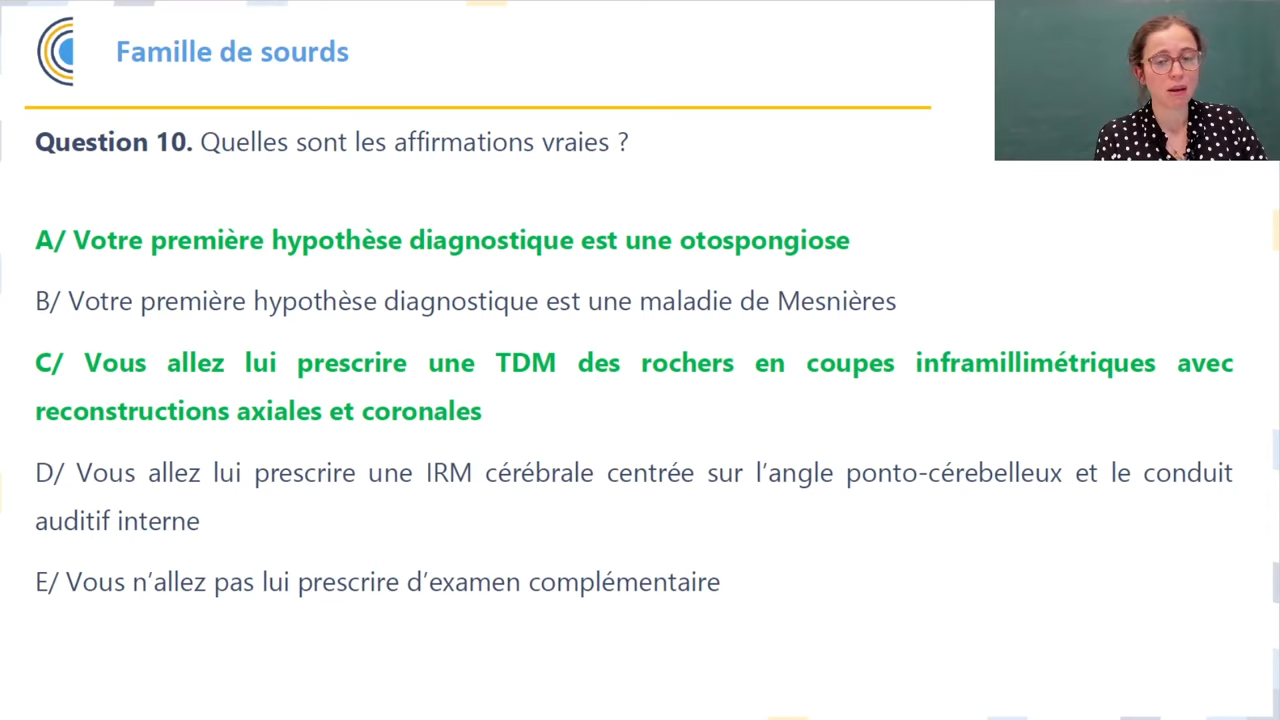 Famille de sourds
Question 10. Quelles sont les affirmations vraies ?
A/ Votre première hypothèse diagnostique est une otospongiose
B/ Votre première hypothèse diagnostique est une maladie de Mesnières
C/ Vous allez lui prescrire une TDM des rochers en coupes inframillimétriques avec
reconstructions axiales et coronales
D/ Vous allez lui prescrire une IRM cérébrale centrée sur l’angle ponto-cérebelleux et le conduit
auditif interne
E/ Vous n’allez pas lui prescrire d’examen complémentaire